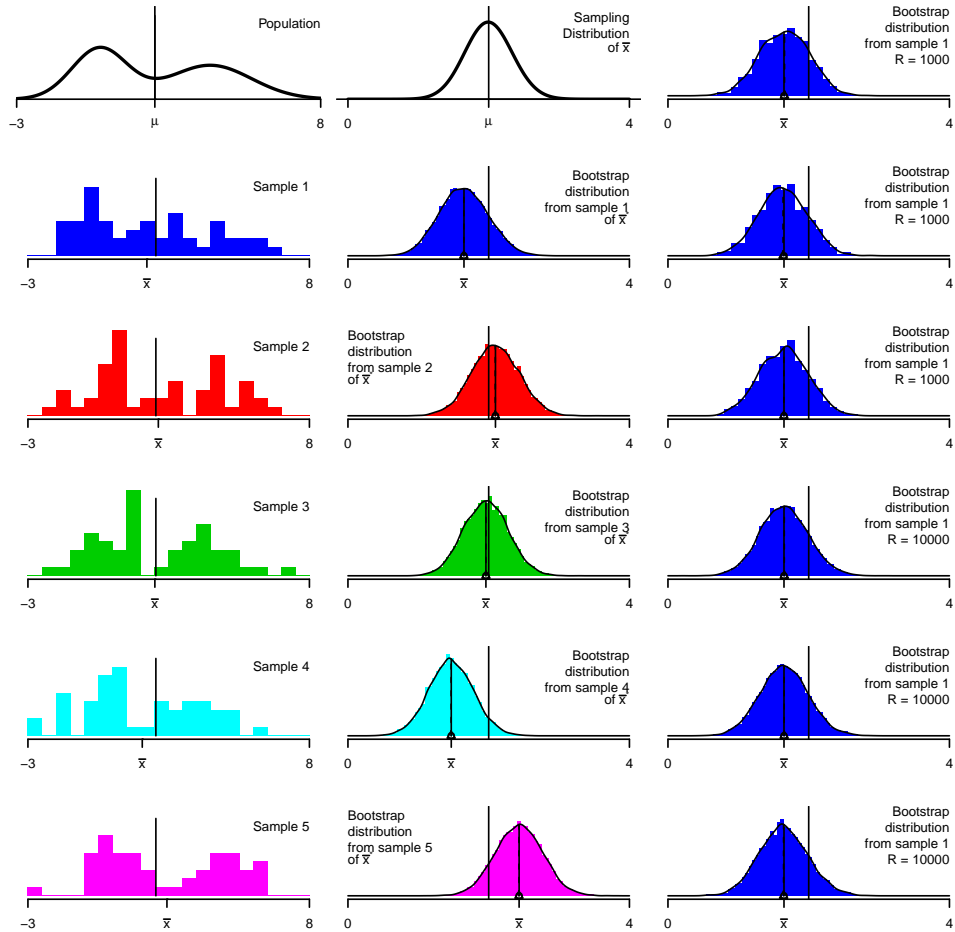 Population
−3
μ
8
Sampling
Distribution
of x̅
0
μ
4
Bootstrap
distribution
from sample 1
R = 1000
0
x̅
4
Sample 1
−3
x̅
8
Bootstrap
distribution
from sample 1
of x̅
0
x̅
4
Bootstrap
distribution
from sample 1
R = 1000
0
x̅
4
Sample 2
−3
x̅
8
Bootstrap
distribution
from sample 2
of x̅
0
x̅
4
Bootstrap
distribution
from sample 1
R = 1000
0
x̅
4
Sample 3
−3
x̅
8
Bootstrap
distribution
from sample 3
of x̅
0
x̅
4
Bootstrap
distribution
from sample 1
R = 10000
0
x̅
4
Sample 4
−3
x̅
8
Bootstrap
distribution
from sample 4
of x̅
0
x̅
4
Bootstrap
distribution
from sample 1
R = 10000
0
x̅
4
Sample 5
−3
x̅
8
Bootstrap
distribution
from sample 5
of x̅
0
x̅
4
Bootstrap
distribution
from sample 1
R = 10000
0
x̅
4